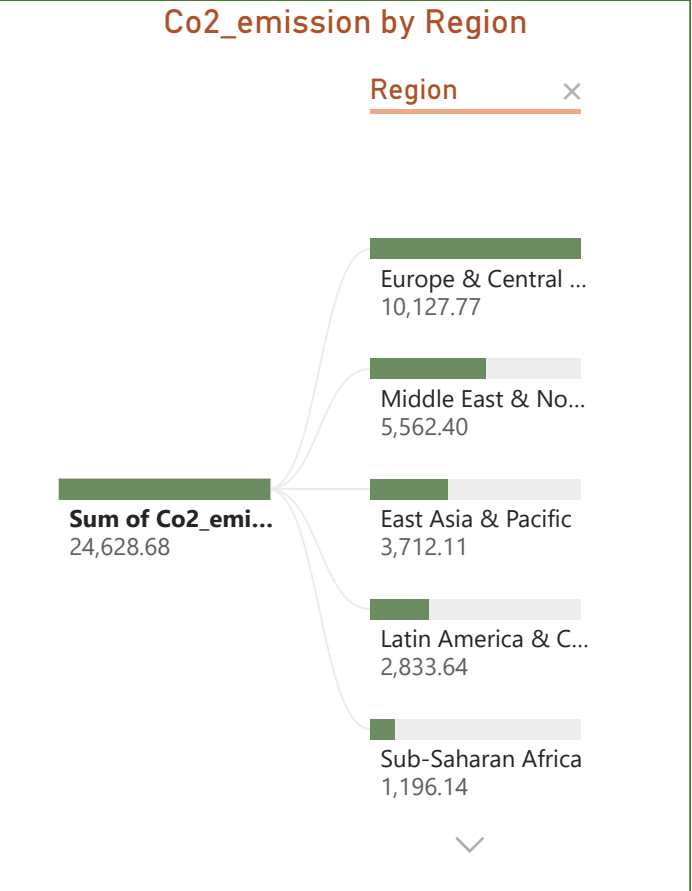 Co2_emission by Region
Region
Europe & Central ...
10,127.77
Middle East & No...
5,562.40
Sum of Co2_emi...
24,628.68
East Asia & Pacific
3,712.11
Latin America & C...
2,833.64
Sub-Saharan Africa
1,196.14